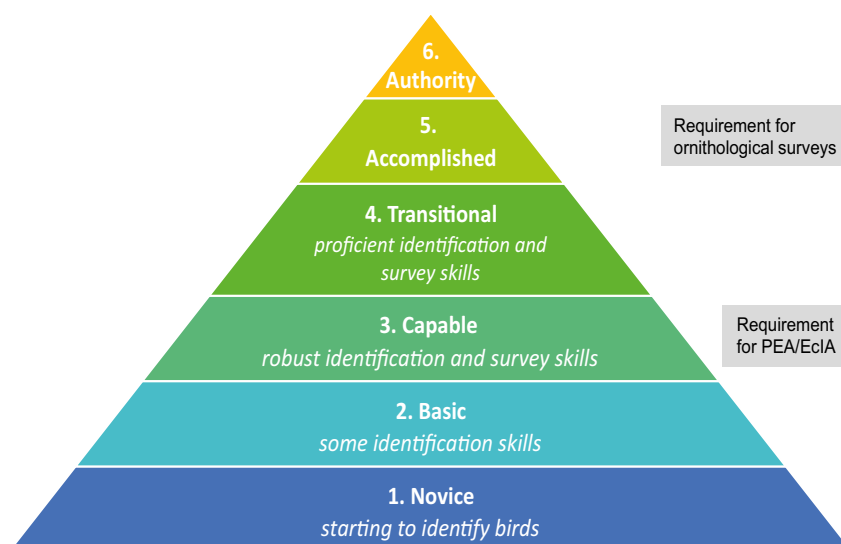 6.
Authority
5.
Accomplished
Requirement for
ornithological surveys
4. Transitional
proficient identification and
survey skills
3. Capable
robust identification and survey skills
Requirement
for PEA/EcIA
2. Basic
some identification skills
1. Novice
starting to identify birds